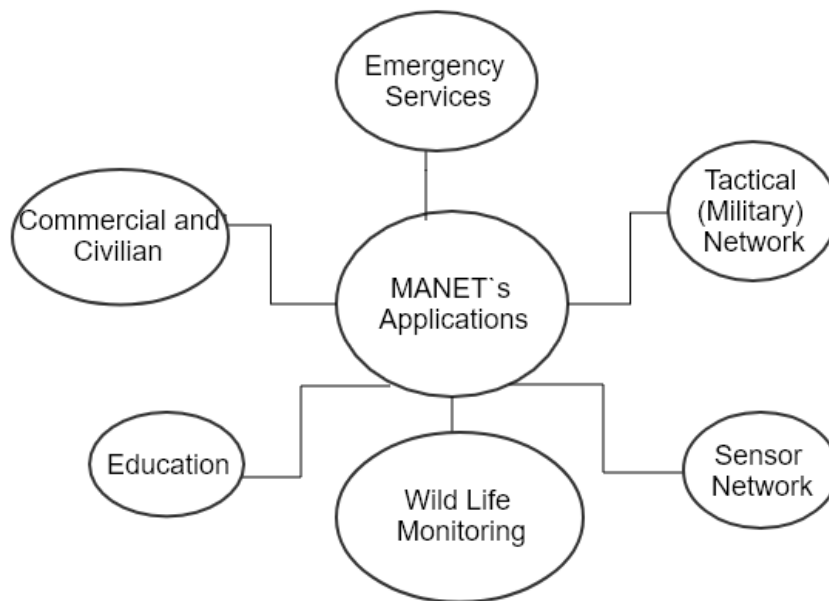 Emergency
Services
Tactical
(Military)
Network
Commercial and
Civilian
MANET`s
Applications
Education
Wild Life
Monitoring
Sensor
Network